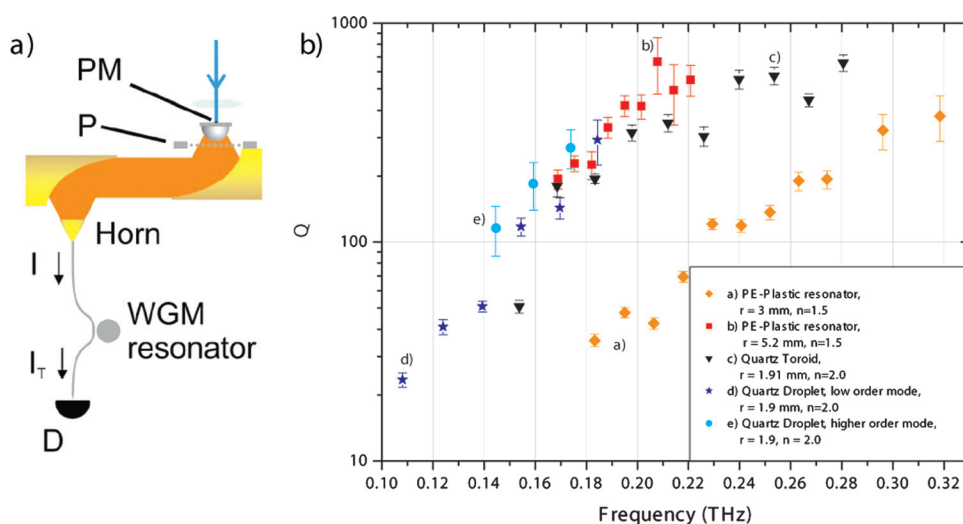 a)
PM
P
Horn
I
WGM
resonator
I_T
D
b)
1000
100
10
Q
b)
c)
e)
d)
a)
a) PE-Plastic resonator,
r = 3 mm, n=1.5
b) PE-Plastic resonator,
r = 5.2 mm, n=1.5
c) Quartz Toroid,
r = 1.91 mm, n=2.0
d) Quartz Droplet, low order mode,
r = 1.9 mm, n=2.0
e) Quartz Droplet, higher order mode,
r = 1.9, n = 2.0
0.10 0.12 0.14 0.16 0.18 0.20 0.22 0.24 0.26 0.28 0.30 0.32
Frequency (THz)